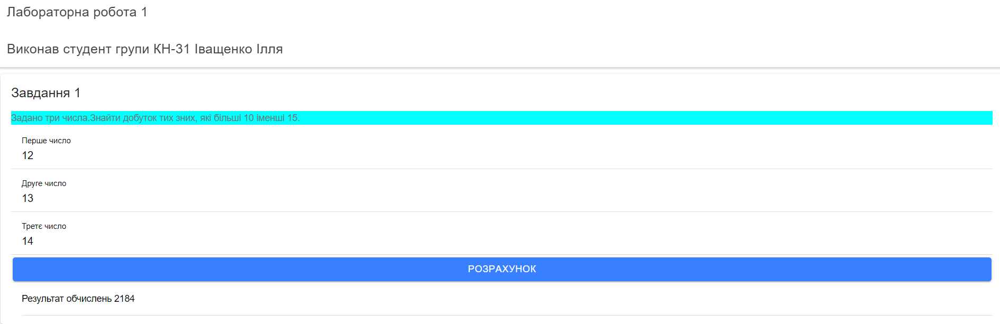 Лабораторна робота 1
Виконав студент групи КН-31 Іващенко Ілля
Завдання 1
Задано три числа.Знайти добуток тих зних, які більші 10 іменші 15.
Перше число
12
Друге число
13
Третє число
14
РОЗРАХУНОК
Результат обчислень 2184